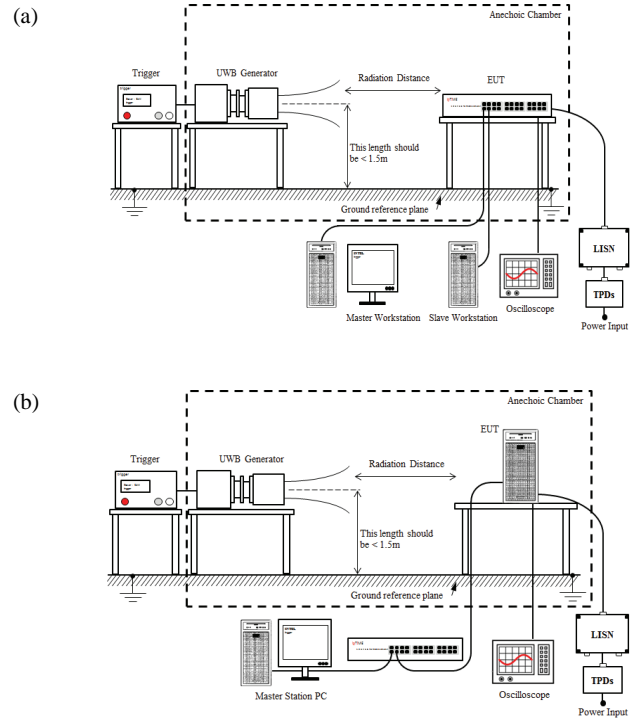 (a)
Anechoic Chamber
Trigger
UWB Generator
Radiation Distance
EUT
This length should
be < 1.5m
Ground reference plane
LISN
TPDs
Power Input
Master Workstation
Slave Workstation
Oscilloscope
(b)
Anechoic Chamber
EUT
Trigger
UWB Generator
Radiation Distance
This length should
be < 1.5m
Ground reference plane
LISN
TPDs
Power Input
Master Station PC
Oscilloscope